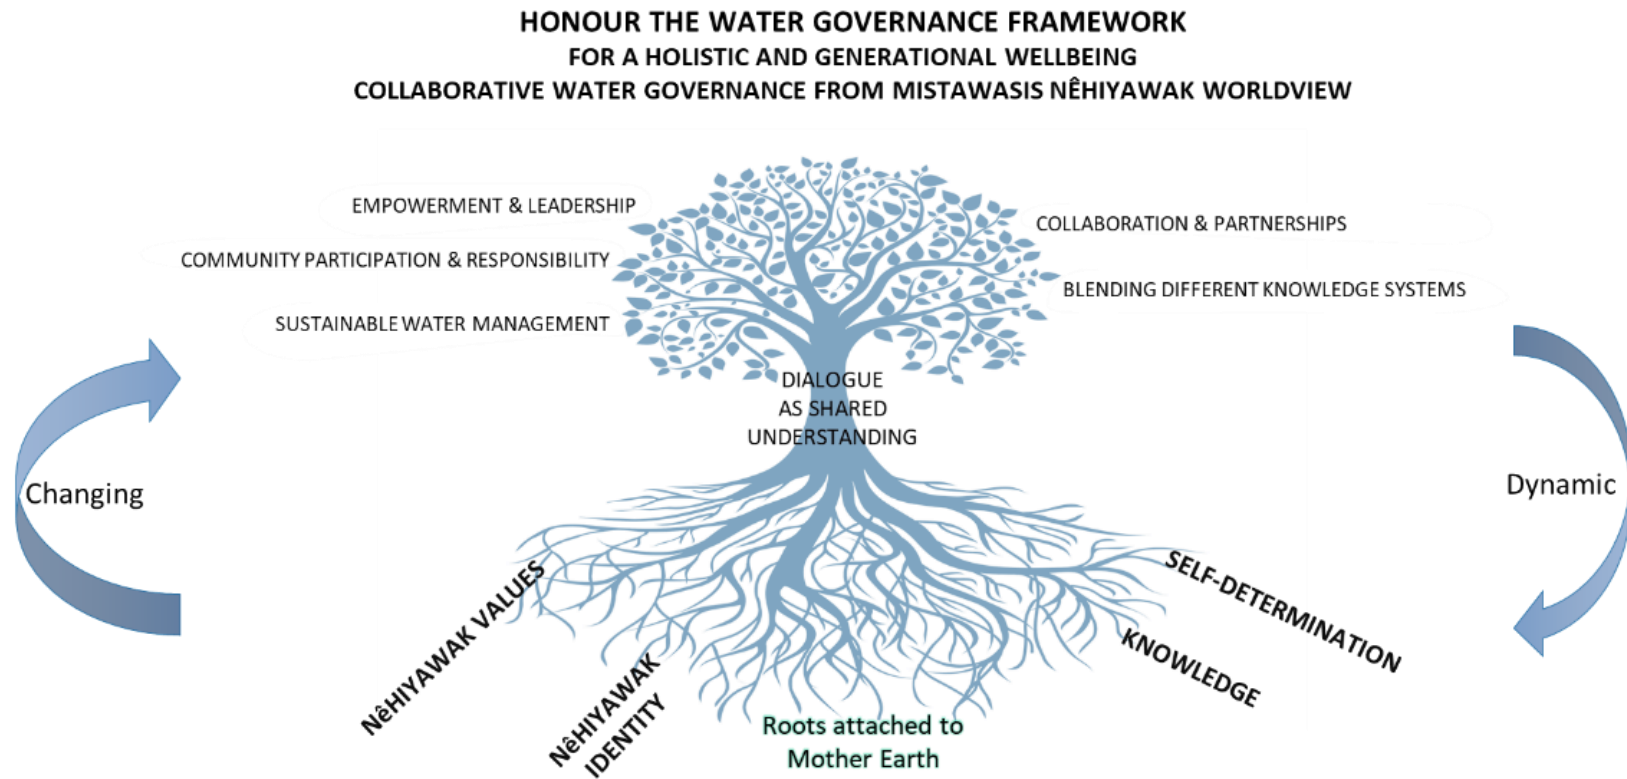 HONOUR THE WATER GOVERNANCE FRAMEWORK
FOR A HOLISTIC AND GENERATIONAL WELLBEING
COLLABORATIVE WATER GOVERNANCE FROM MISTAWASIS NÊHIYAWAK WORLDVIEW
EMPOWERMENT & LEADERSHIP
COMMUNITY PARTICIPATION & RESPONSIBILITY
SUSTAINABLE WATER MANAGEMENT
COLLABORATION & PARTNERSHIPS
BLENDING DIFFERENT KNOWLEDGE SYSTEMS
DIALOGUE
AS SHARED
UNDERSTANDING
Changing
Dynamic
NêHIYAWAK VALUES
NêHIYAWAK
IDENTITY
Roots attached to
Mother Earth
KNOWLEDGE
SELF-DETERMINATION